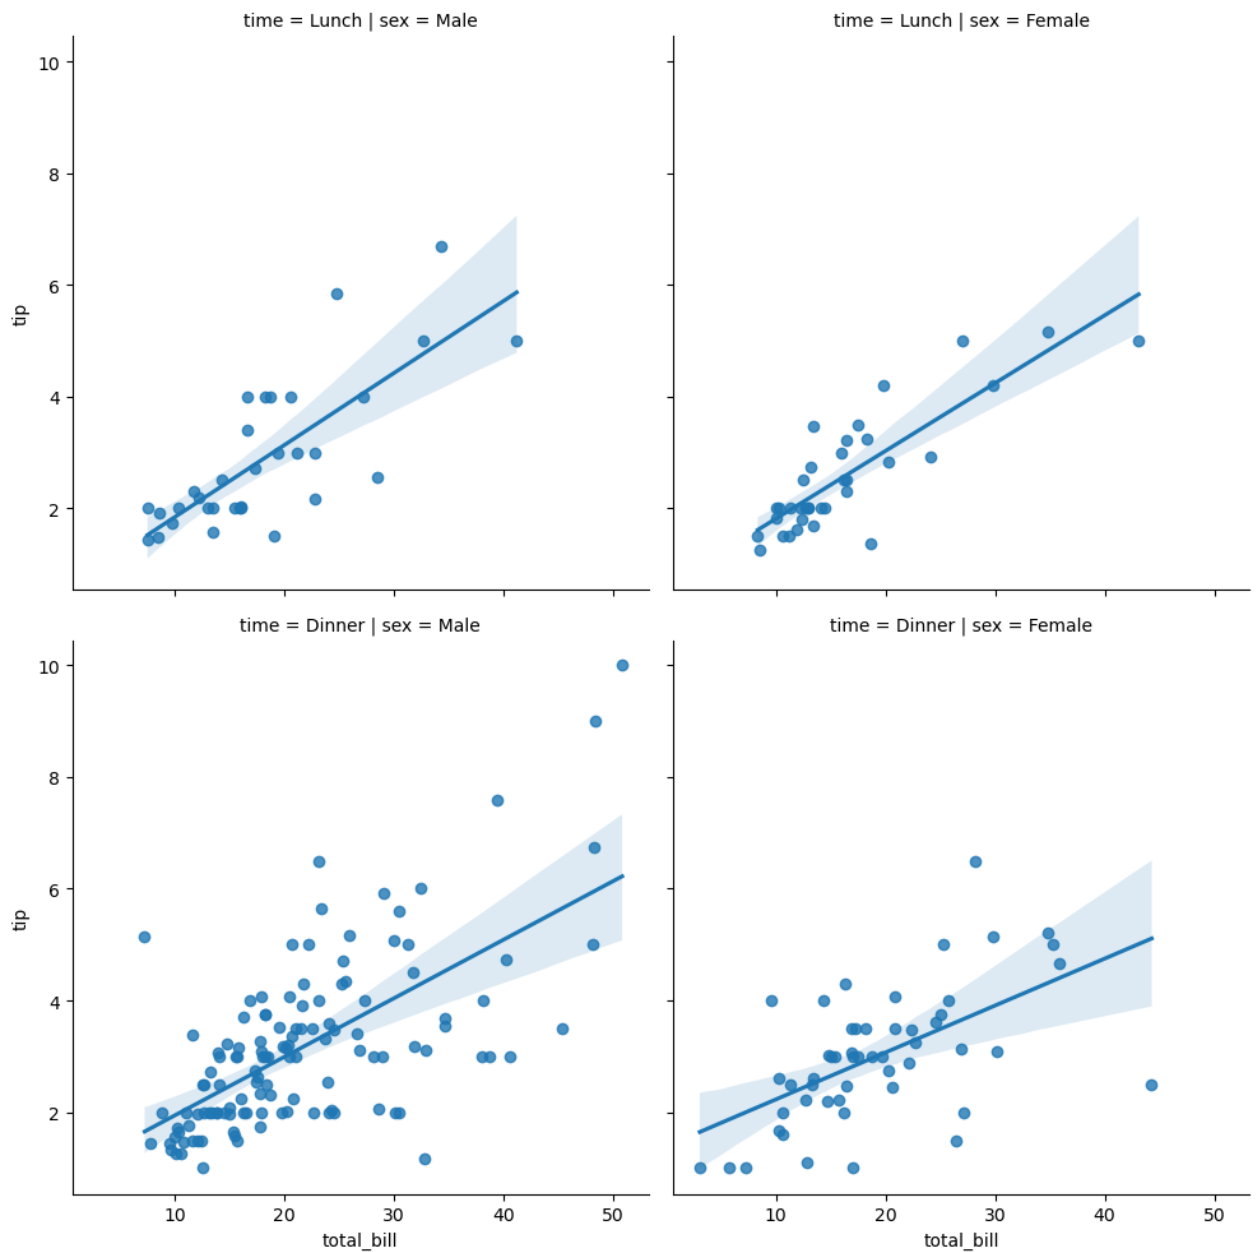 time = Lunch | sex = Male
time = Lunch | sex = Female
10
8
6
4
2
tip
time = Dinner | sex = Male
time = Dinner | sex = Female
10
8
6
4
2
tip
10 20 30 40 50
10 20 30 40 50
total_bill
total_bill